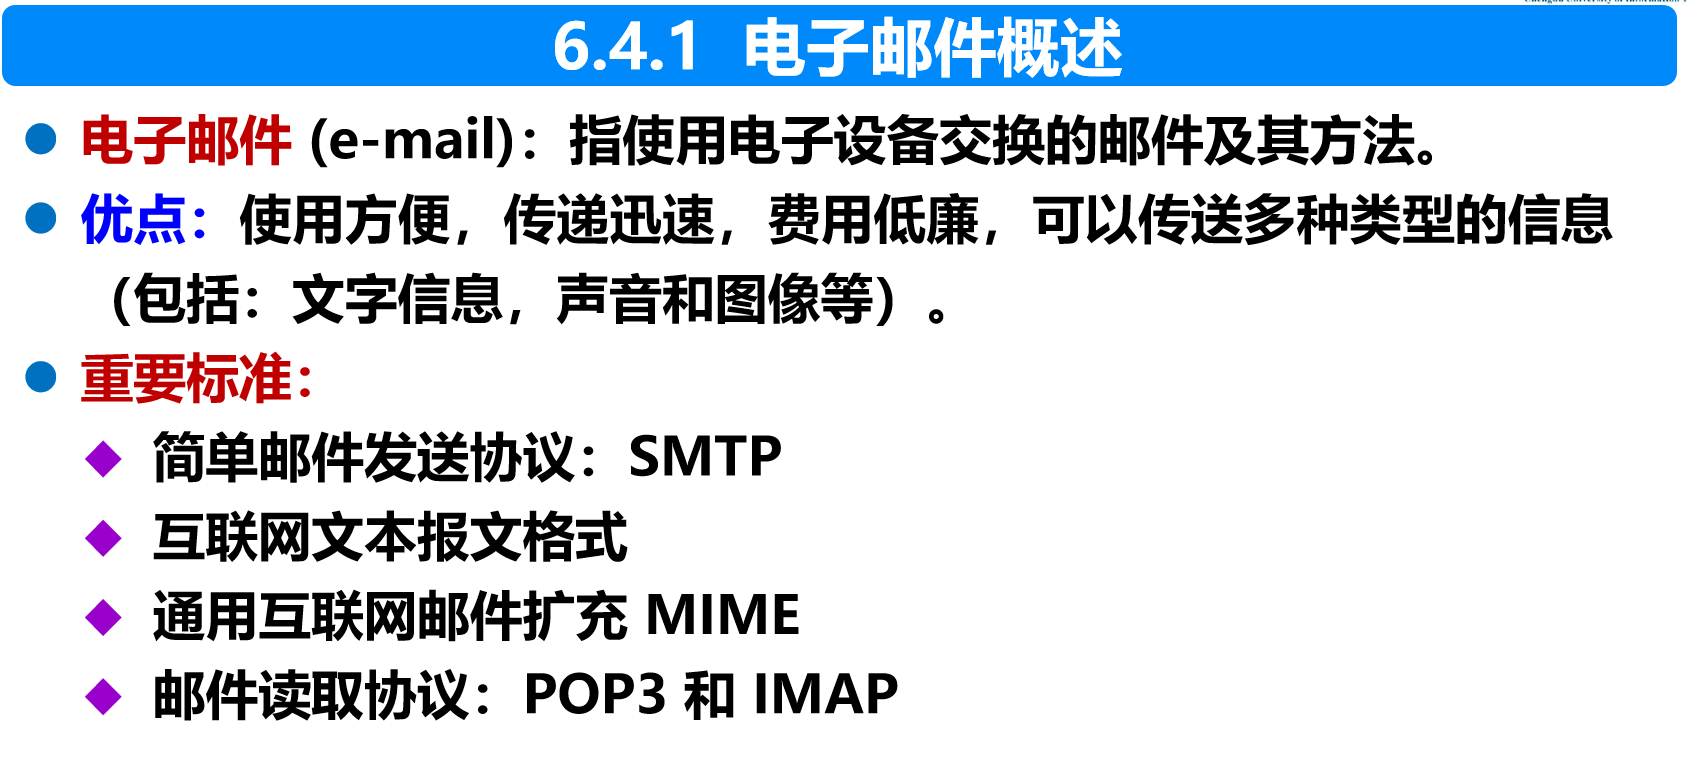 6.4.1 电子邮件概述
电子邮件 (e-mail)：指使用电子设备交换的邮件及其方法。
优点：使用方便，传递迅速，费用低廉，可以传送多种类型的信息
（包括：文字信息，声音和图像等）。
重要标准：
简单邮件发送协议：SMTP
互联网文本报文格式
通用互联网邮件扩充 MIME
邮件读取协议：POP3 和 IMAP